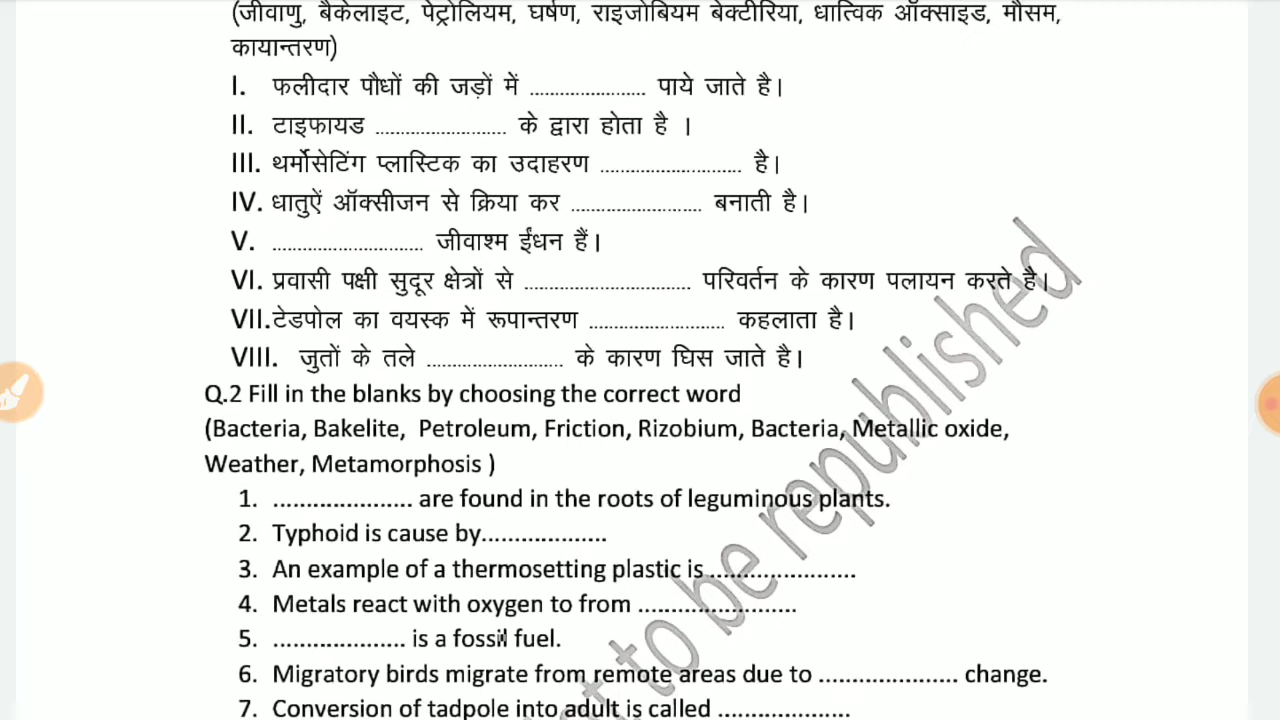 (जीवाणु, बैकेलाइट, पेट्रोलियम, घर्षण, राइजोबियम बेक्टीरिया, धात्विक ऑक्साइड, मौसम,
कायान्तरण)
I. फलीदार पौधों की जड़ों में ....................... पाये जाते है।
II. टाइफायड .......................... के द्वारा होता है ।
III. थर्मोसेटिंग प्लास्टिक का उदाहरण ............................ है।
IV. धातुऐं ऑक्सीजन से क्रिया कर .......................... बनाती है।
V. .............................. जीवाश्म ईंधन हैं।
VI. प्रवासी पक्षी सुदूर क्षेत्रों से ................................. परिवर्तन के कारण पलायन करते है।
VII.टेडपोल का वयस्क में रूपान्तरण ........................... कहलाता है।
VIII. जुतों के तले ........................... के कारण घिस जाते है।
Q.2 Fill in the blanks by choosing the correct word
(Bacteria, Bakelite, Petroleum, Friction, Rizobium, Bacteria, Metallic oxide,
Weather, Metamorphosis )
1. ..................... are found in the roots of leguminous plants.
2. Typhoid is cause by...................
3. An example of a thermosetting plastic is ......................
4. Metals react with oxygen to from ........................
5. .................... is a fossil fuel.
6. Migratory birds migrate from remote areas due to ..................... change.
7. Conversion of tadpole into adult is called ....................
to be republished